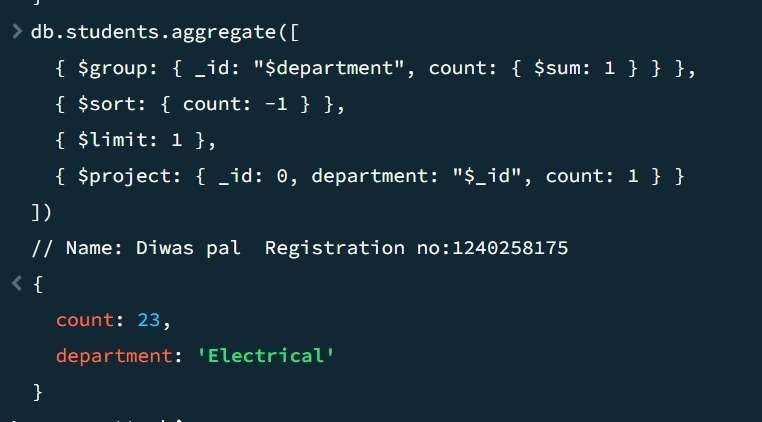 db.students.aggregate([
{ $group: { _id: "$department", count: { $sum: 1 } } },
{ $sort: { count: -1 } },
{ $limit: 1 },
{ $project: { _id: 0, department: "$_id", count: 1 } }
])
// Name: Diwas pal  Registration no:1240258175
{
count: 23,
department: 'Electrical'
}